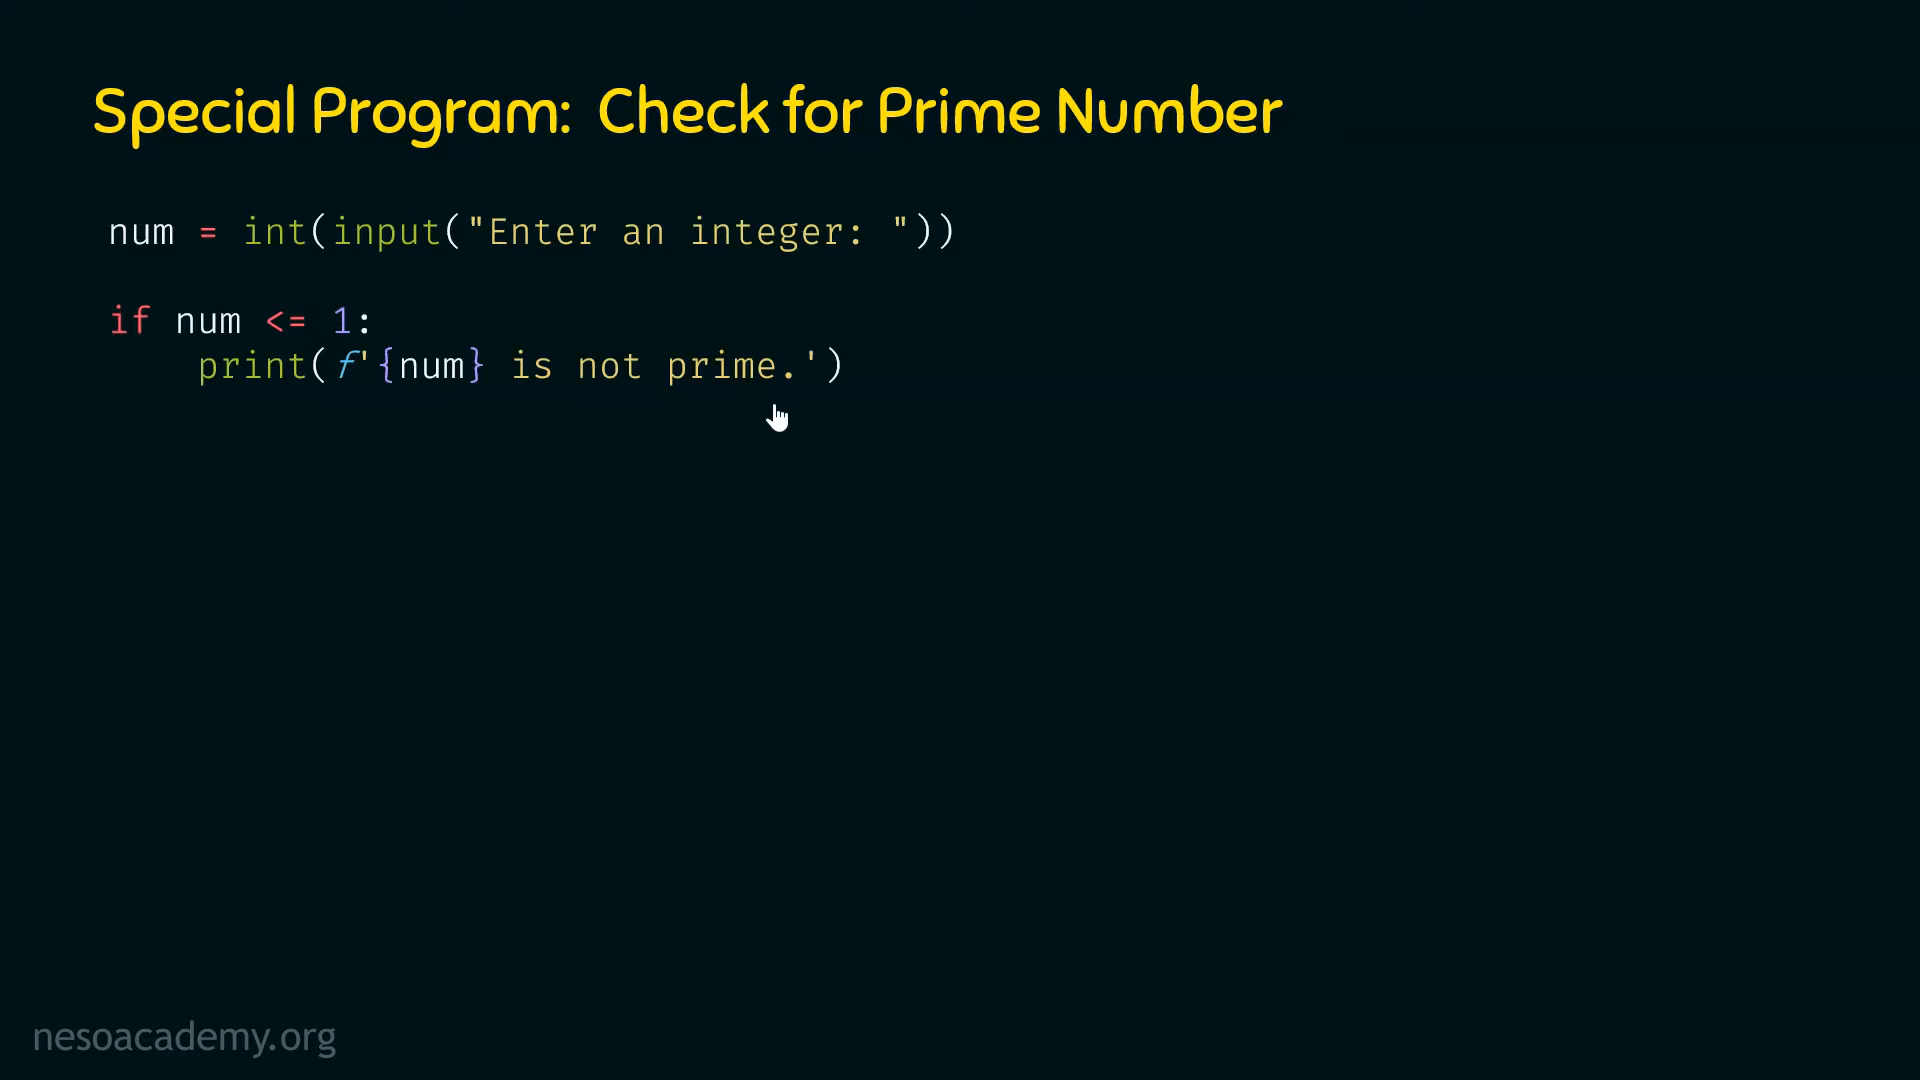 Special Program: Check for Prime Number
num = int(input("Enter an integer: "))
if num <= 1:
    print(f'{num} is not prime.')
nesoacademy.org